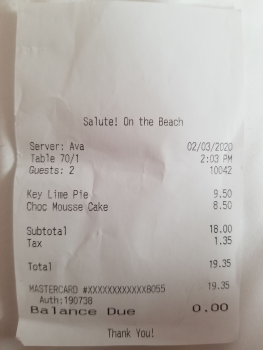 Salute! On the Beach
Server: Ava 02/03/2020
Table 70/1 2:03 PM
Guests: 2 10042
Key Lime Pie 9.50
Choc Mousse Cake 8.50
Subtotal 18.00
Tax 1.35
Total 19.35
MASTERCARD #XXXXXXXXXXXX8055 19.35
Auth:190738
Balance Due 0.00
Thank You!